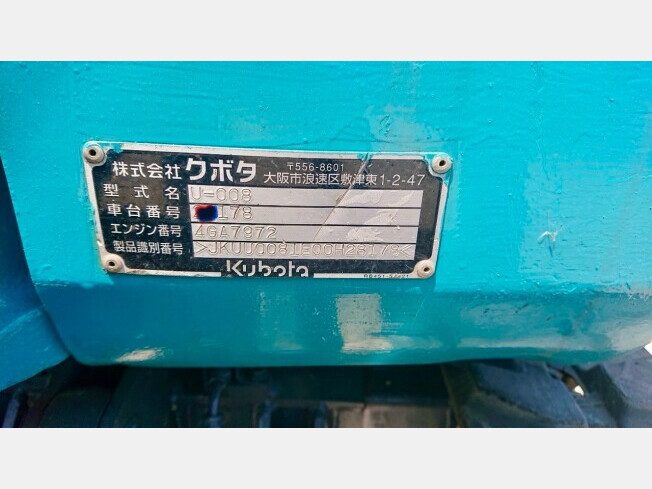 株式会社 クボタ 〒556-8601
大阪市浪速区敷津東1-2-47
型式名 U-008
車台番号 178
エンジン番号 4GA7972
製品識別番号
Kubota